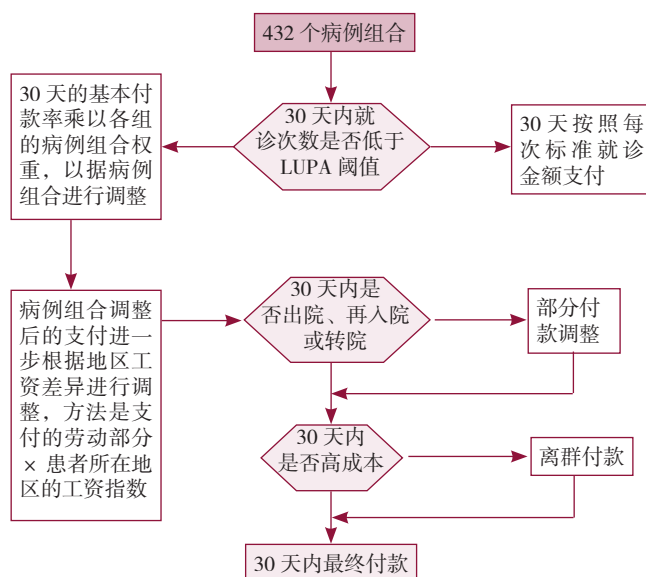 432 个病例组合
30 天的基本付
款率乘以各组
的病例组合权
重，以据病例
组合进行调整
30 天内就
诊次数是否低于
LUPA 阈值
30 天按照每
次标准就诊
金额支付
病例组合调整
后的支付进一
步根据地区工
资差异进行调
整，方法是支
付的劳动部分
× 患者所在地
区的工资指数
30 天内是
否出院、再入院
或转院
部分付
款调整
30 天内
是否高成本
离群付款
30 天内最终付款